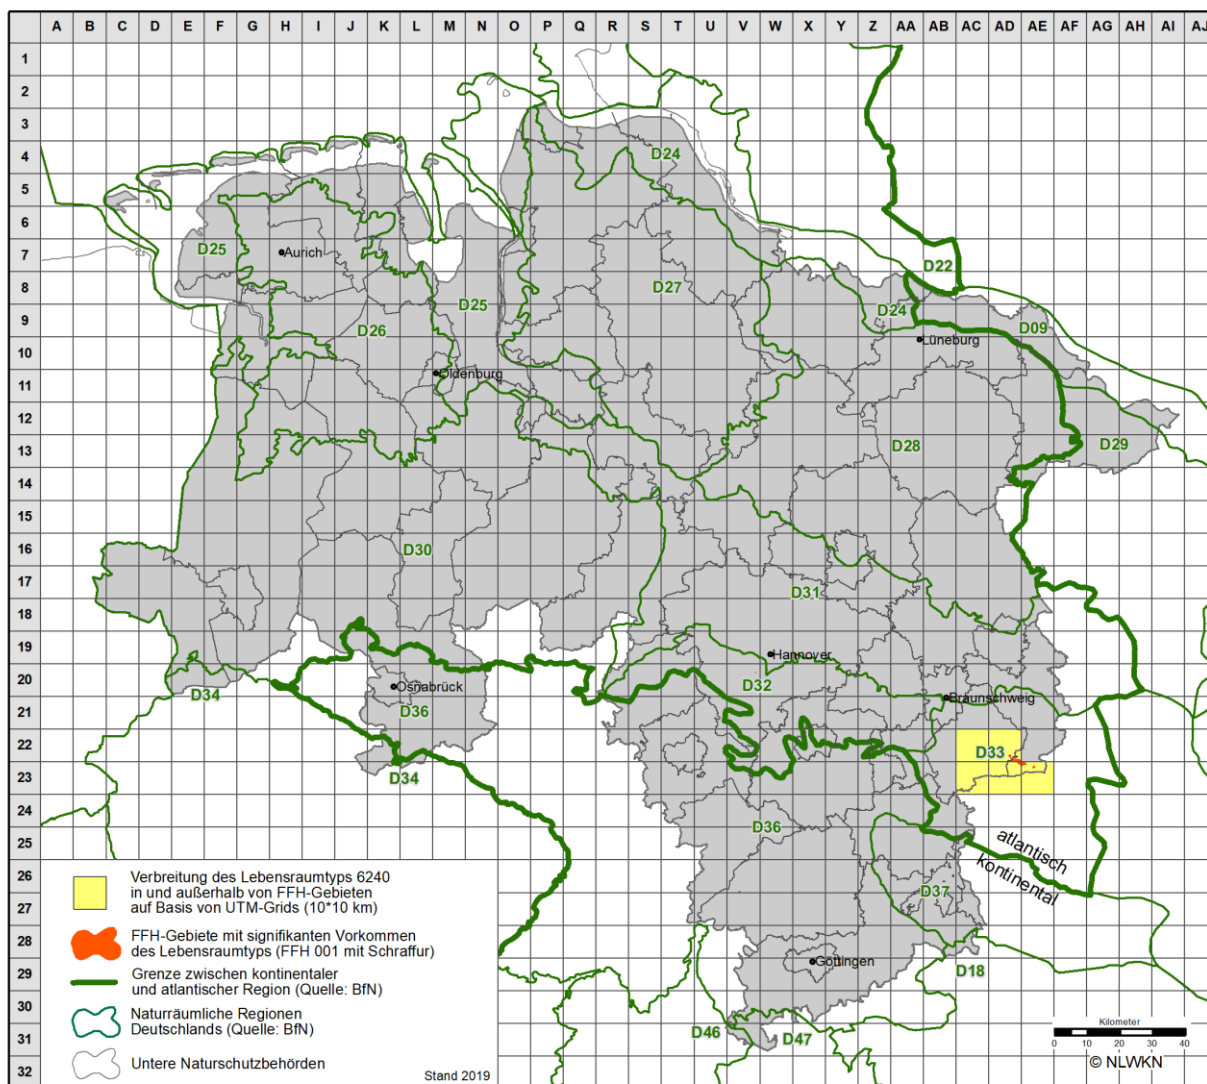 A B C D E F G H I J K L M N O P Q R S T U V W X Y Z AA AB AC AD AE AF AG AH AI AJ
1
2
3
4
D24
5
6
D25
Aurich
7
D22
8
D27
D25
D24
9
D26
D09
Lüneburg
10
Oldenburg
11
12
D28
D29
13
14
15
16
D30
17
D31
18
19
Hannover
20
D34
Osnabrück
D32
Braunschweig
21
D36
22
D33
23
D34
24
D36
25
atlantisch
kontinental
26
D37
27
28
Göttingen
29
D18
30
D46
D47
31
32
Verbreitung des Lebensraumtyps 6240
in und außerhalb von FFH-Gebieten
auf Basis von UTM-Grids (10*10 km)
FFH-Gebiete mit signifikanten Vorkommen
des Lebensraumtyps (FFH 001 mit Schraffur)
Grenze zwischen kontinentaler
und atlantischer Region (Quelle: BfN)
Naturräumliche Regionen
Deutschlands (Quelle: BfN)
Untere Naturschutzbehörden
Stand 2019
Kilometer
0 10 20 30 40
© NLWKN